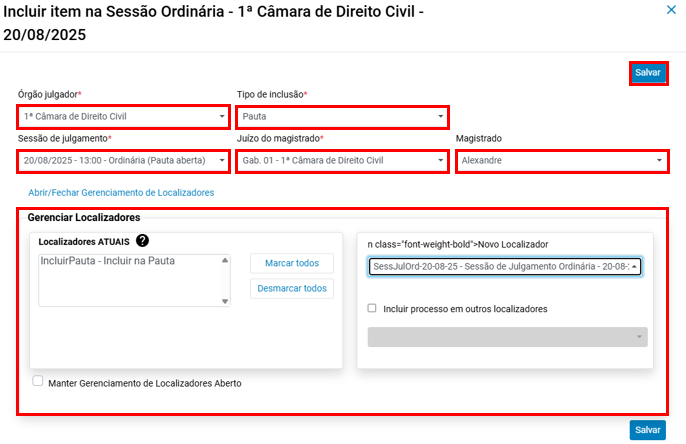 Incluir item na Sessão Ordinária - 1ª Câmara de Direito Civil -
20/08/2025
Salvar
Órgão julgador*
Tipo de inclusão*
1ª Câmara de Direito Civil
Pauta
Sessão de julgamento*
Juízo do magistrado*
Magistrado
20/08/2025 - 13:00 - Ordinária (Pauta aberta)
Gab. 01 - 1ª Câmara de Direito Civil
Alexandre
Abrir/Fechar Gerenciamento de Localizadores
Gerenciar Localizadores
Localizadores ATUAIS ?
IncluirPauta - Incluir na Pauta
Marcar todos
Desmarcar todos
n class="font-weight-bold">Novo Localizador
SessJulOrd-20-08-25 - Sessão de Julgamento Ordinária - 20-08-
Incluir processo em outros localizadores
Manter Gerenciamento de Localizadores Aberto
Salvar